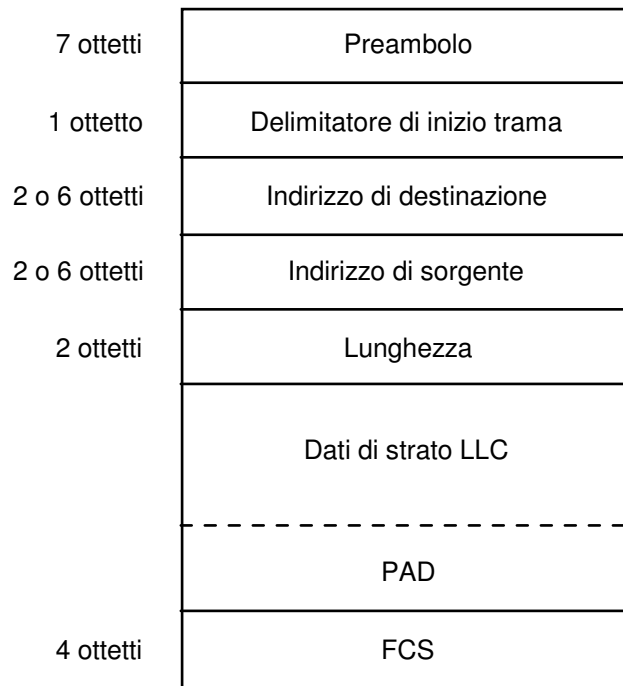 7 ottetti Preambolo
1 ottetto Delimitatore di inizio trama
2 o 6 ottetti Indirizzo di destinazione
2 o 6 ottetti Indirizzo di sorgente
2 ottetti Lunghezza
Dati di strato LLC
PAD
4 ottetti FCS